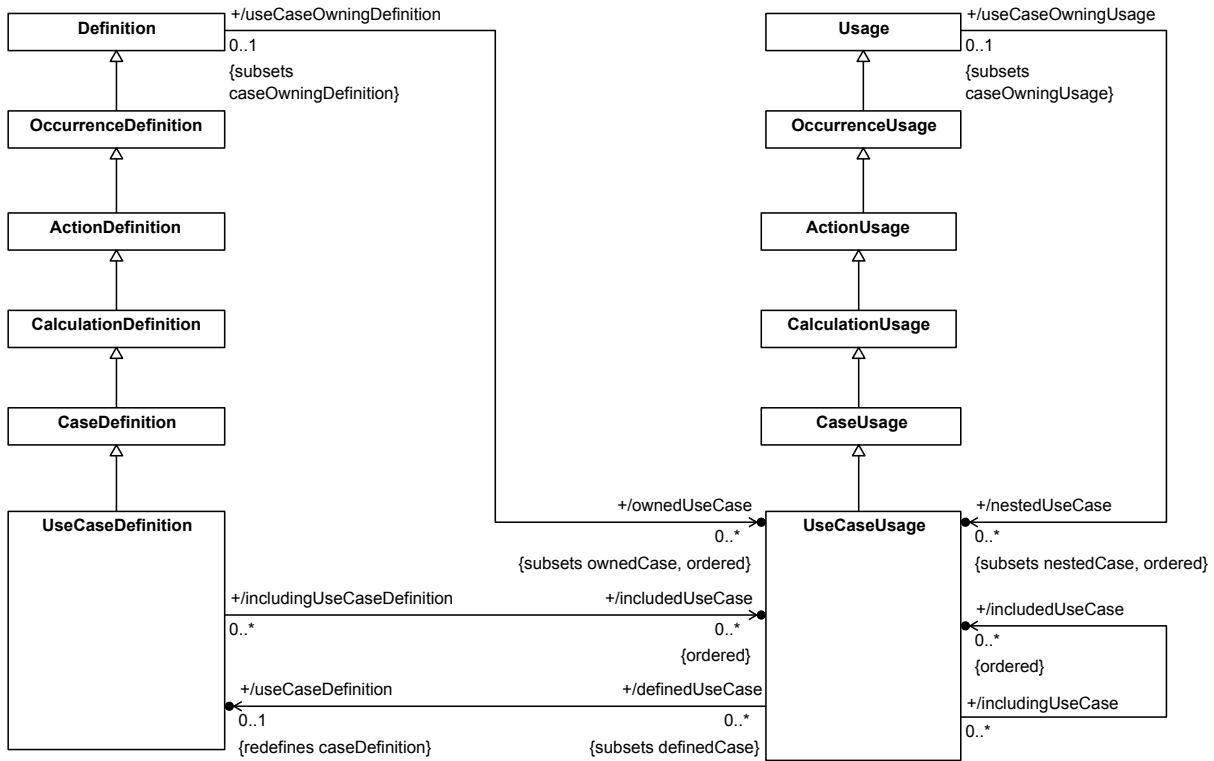 +/useCaseOwningDefinition
Definition
0..1
{subsets
caseOwningDefinition}
OccurrenceDefinition
ActionDefinition
CalculationDefinition
CaseDefinition
UseCaseDefinition
+/useCaseOwningUsage
Usage
0..1
{subsets
caseOwningUsage}
OccurrenceUsage
ActionUsage
CalculationUsage
CaseUsage
UseCaseUsage
+/ownedUseCase
0..*
{subsets ownedCase, ordered}
+/nestedUseCase
0..*
{subsets nestedCase, ordered}
+/includingUseCaseDefinition
0..*
+/includedUseCase
0..*
{ordered}
+/includedUseCase
0..*
{ordered}
+/useCaseDefinition
0..1
{redefines caseDefinition}
+/definedUseCase
0..*
{subsets definedCase}
+/includingUseCase
0..*